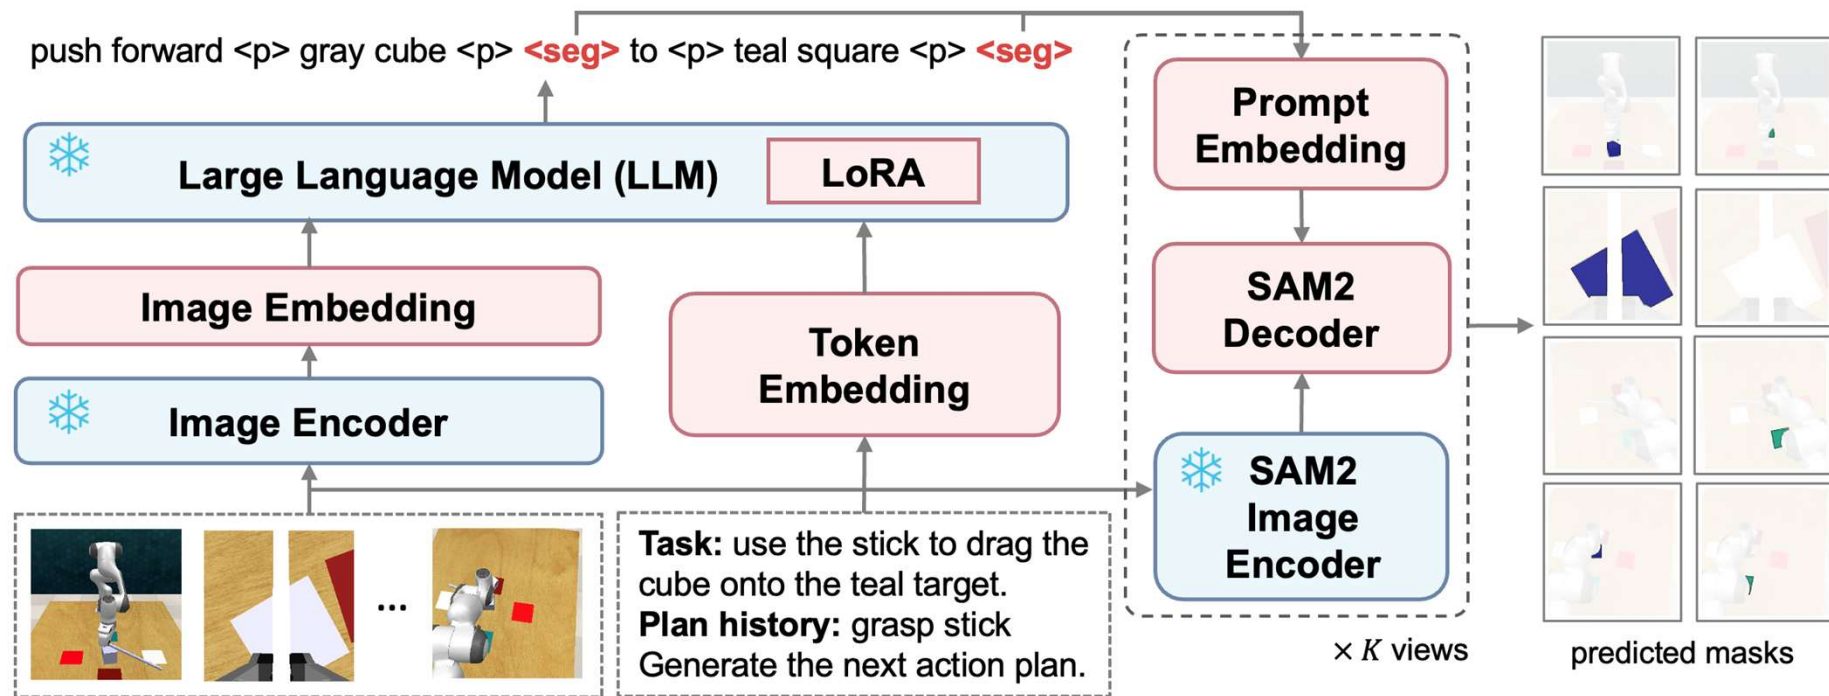 push forward <p> gray cube <p> <seg> to <p> teal square <p> <seg>
Large Language Model (LLM)
LoRA
Image Embedding
Image Encoder
Token
Embedding
Task: use the stick to drag the
cube onto the teal target.
Plan history: grasp stick
Generate the next action plan.
...
Prompt
Embedding
SAM2
Decoder
SAM2
Image
Encoder
× K views
predicted masks